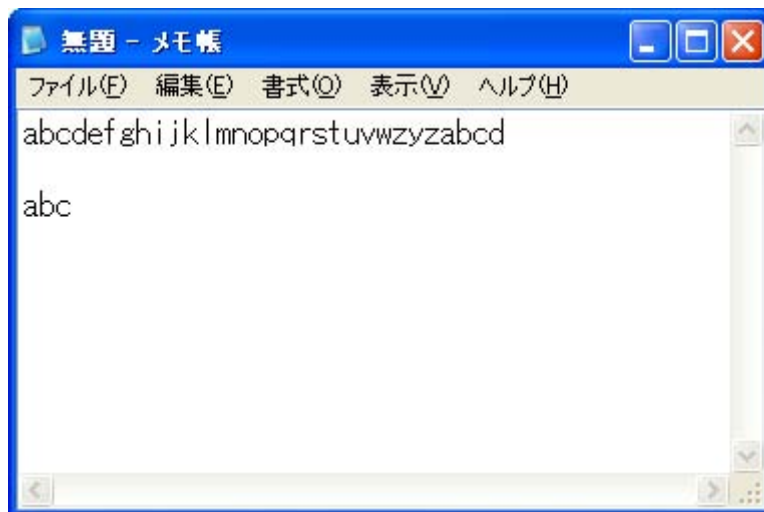 無題 - メモ帳
ファイル(F) 編集(E) 書式(O) 表示(V) ヘルプ(H)
abcdefghijklmnopqrstuvwzyzabcd
abc